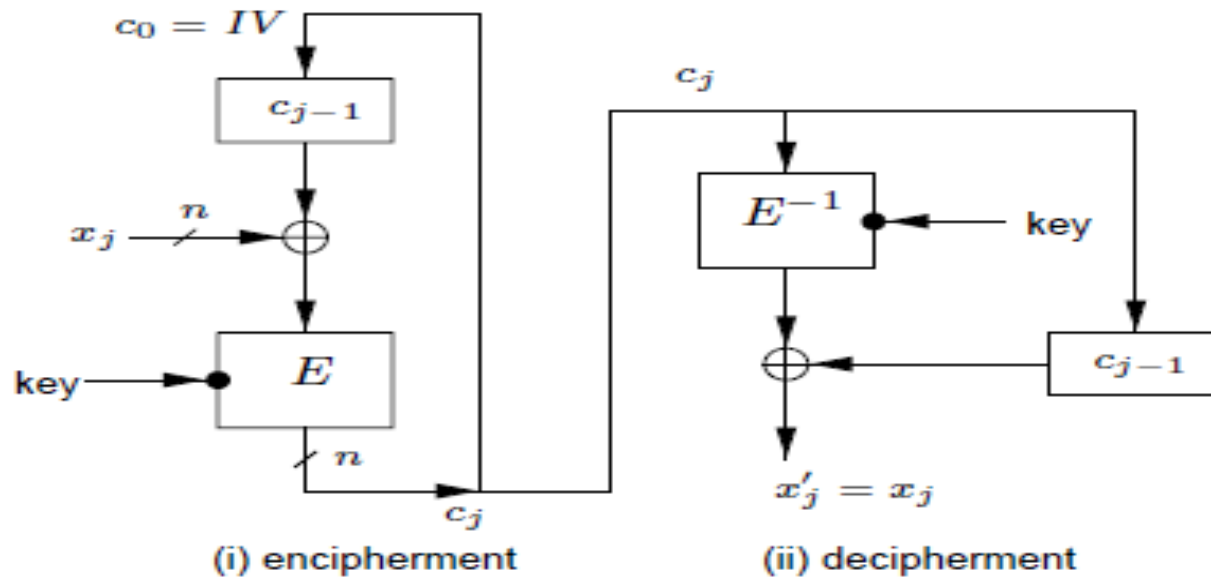 c₀ = IV
cⱼ₋₁
n
xⱼ
key
E
n
cⱼ
(i) encipherment
cⱼ
E⁻¹
key
cⱼ₋₁
x′ⱼ = xⱼ
(ii) decipherment